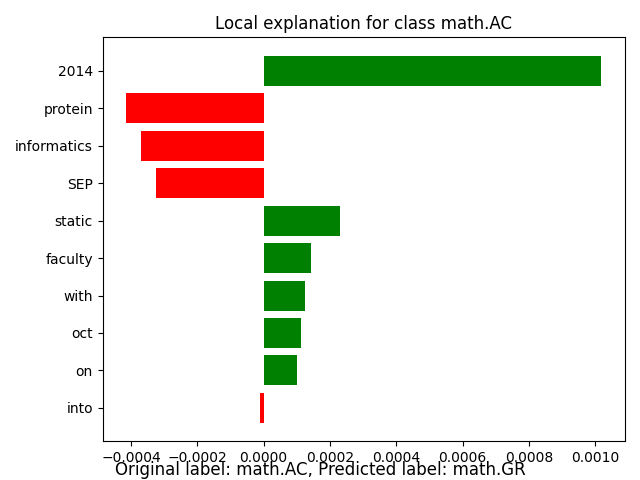 Local explanation for class math.AC
2014
protein
informatics
SEP
static
faculty
with
oct
on
into
−0.0004 −0.0002 0.0000 0.0002 0.0004 0.0006 0.0008 0.0010
Original label: math.AC, Predicted label: math.GR